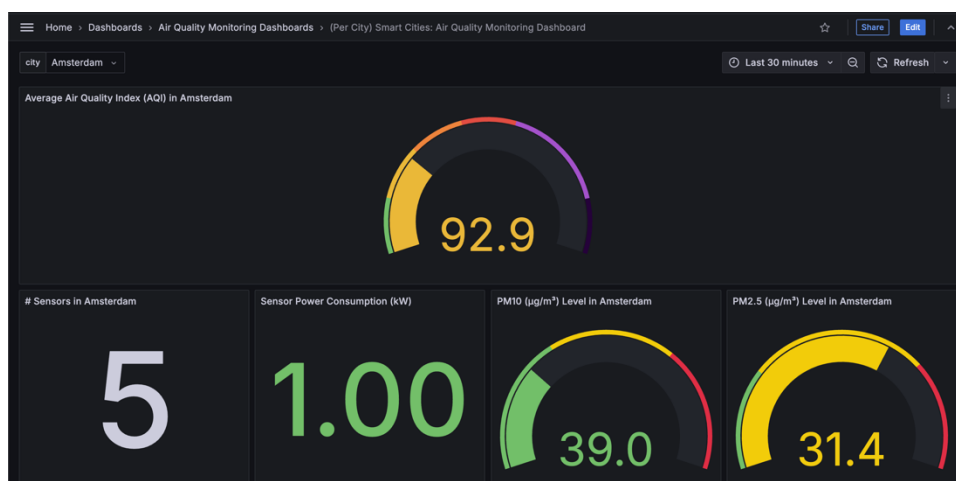 Home › Dashboards › Air Quality Monitoring Dashboards › (Per City) Smart Cities: Air Quality Monitoring Dashboard
Share
Edit
city Amsterdam
Last 30 minutes
Refresh
Average Air Quality Index (AQI) in Amsterdam
92.9
# Sensors in Amsterdam
5
Sensor Power Consumption (kW)
1.00
PM10 (µg/m³) Level in Amsterdam
39.0
PM2.5 (µg/m³) Level in Amsterdam
31.4